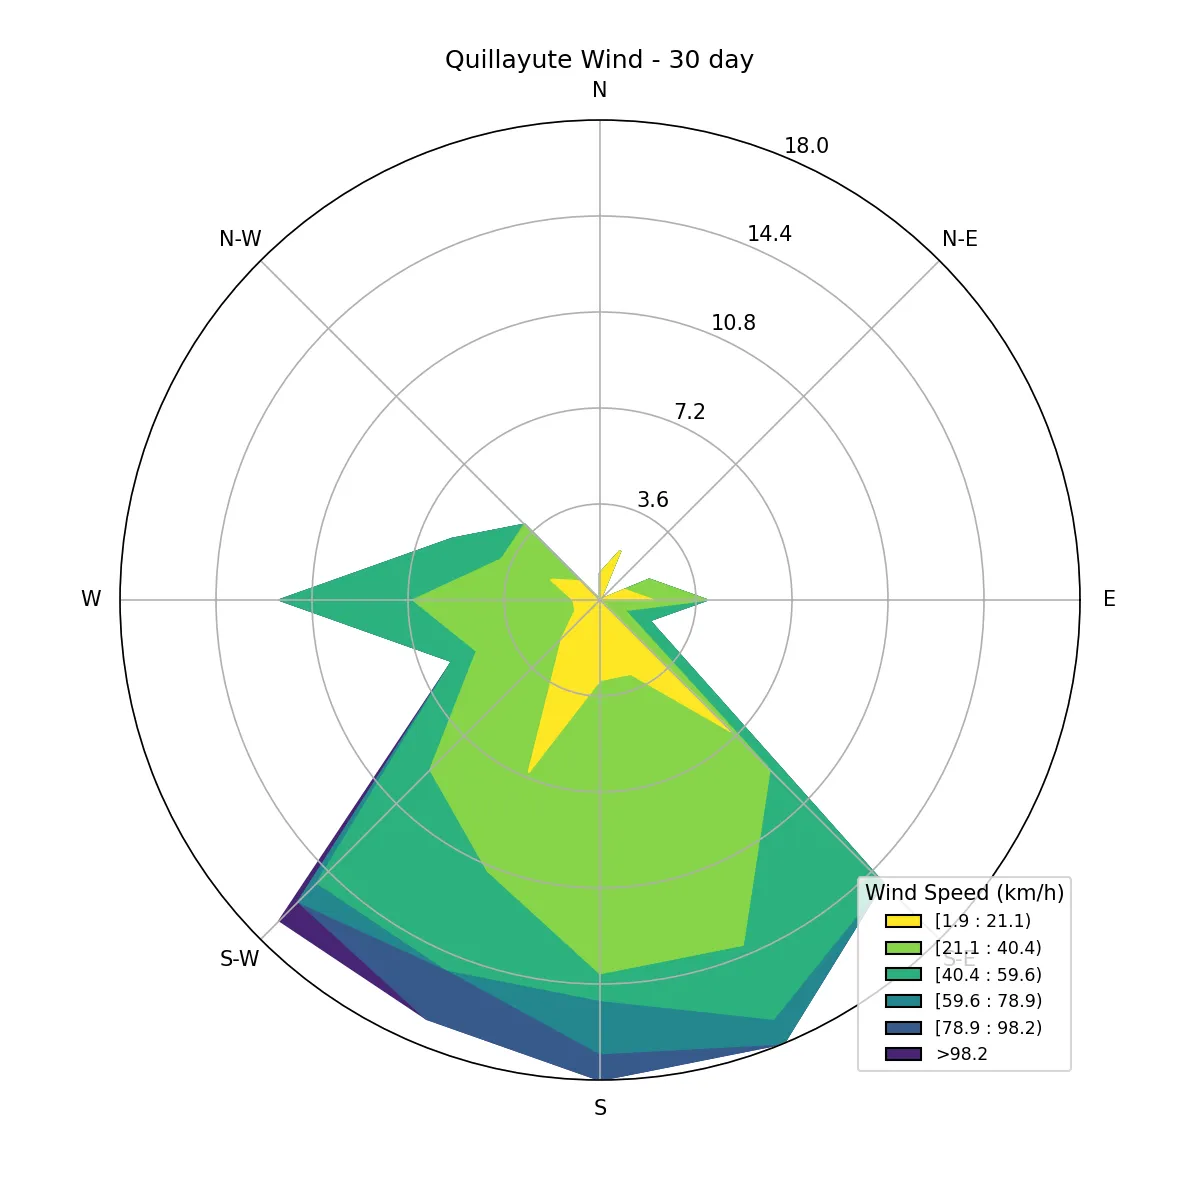 Quillayute Wind - 30 day
N
18.0
14.4
N-W
N-E
10.8
7.2
3.6
W
E
Wind Speed (km/h)
[1.9 : 21.1)
[21.1 : 40.4)
S-W
S-E
[40.4 : 59.6)
[59.6 : 78.9)
[78.9 : 98.2)
>98.2
S